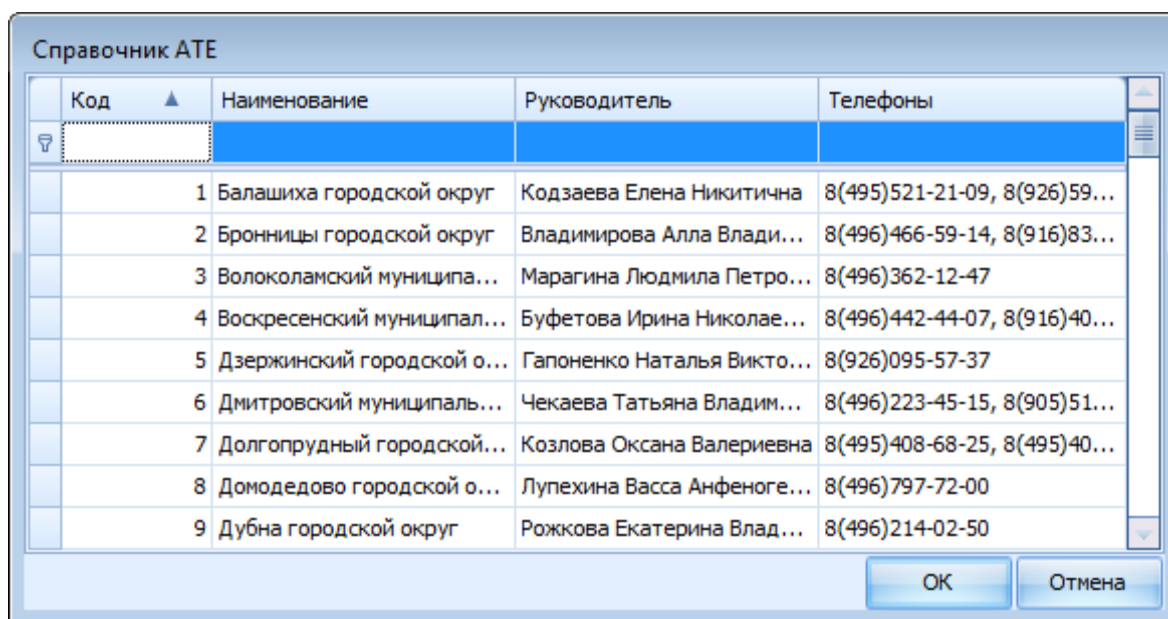 Справочник АТЕ
Код Наименование Руководитель Телефоны
1 Балашиха городской округ Кодзаева Елена Никитична 8(495)521-21-09, 8(926)59...
2 Бронницы городской округ Владимирова Алла Влади... 8(496)466-59-14, 8(916)83...
3 Волоколамский муниципа... Марагина Людмила Петро... 8(496)362-12-47
4 Воскресенский муниципал... Буфетова Ирина Николае... 8(496)442-44-07, 8(916)40...
5 Дзержинский городской о... Гапоненко Наталья Викто... 8(926)095-57-37
6 Дмитровский муниципаль... Чекаева Татьяна Владим... 8(496)223-45-15, 8(905)51...
7 Долгопрудный городской... Козлова Оксана Валериевна 8(495)408-68-25, 8(495)40...
8 Домодедово городской о... Лупехина Васса Анфеноге... 8(496)797-72-00
9 Дубна городской округ Рожкова Екатерина Влад... 8(496)214-02-50
ОК Отмена